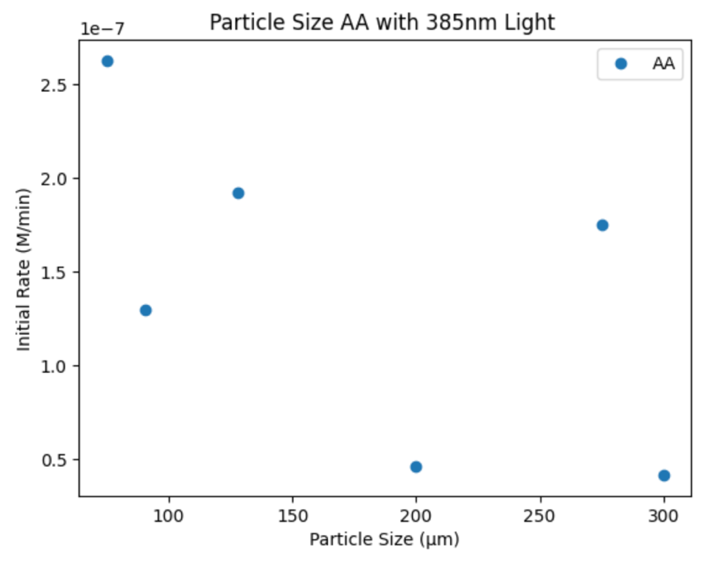 Particle Size AA with 385nm Light
1e−7
AA
2.5
2.0
1.5
1.0
0.5
Initial Rate (M/min)
100 150 200 250 300
Particle Size (μm)